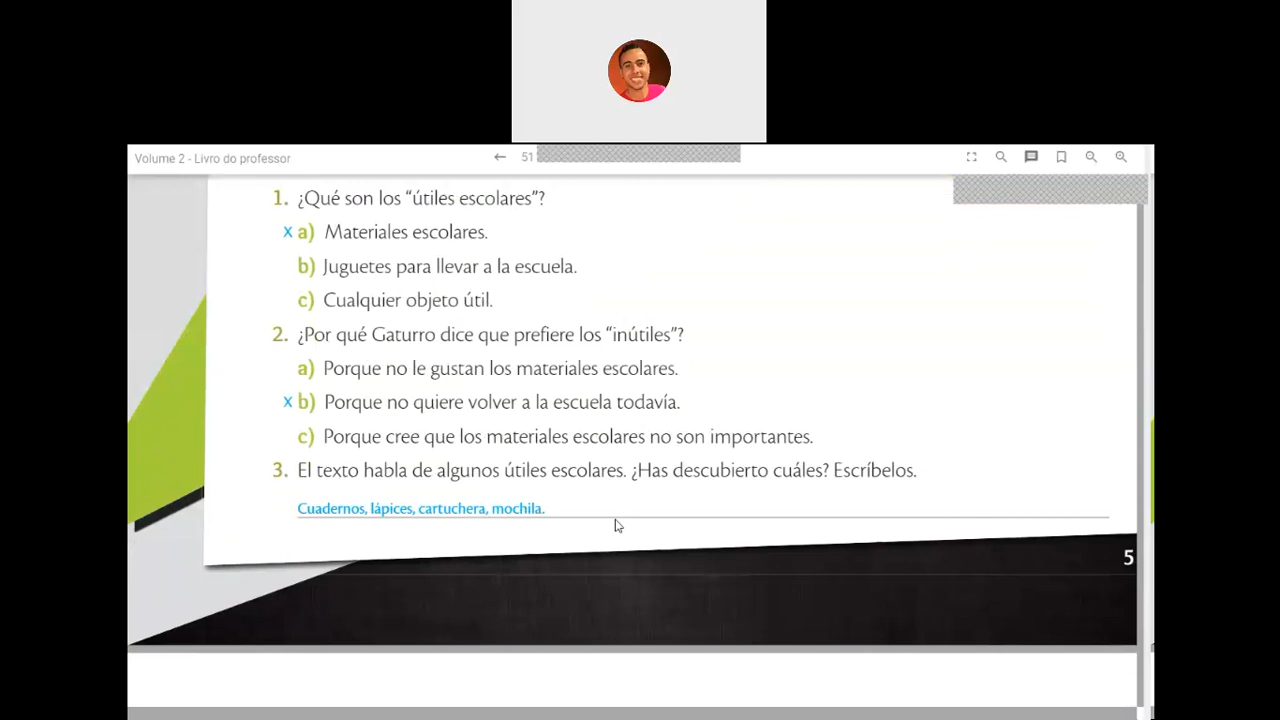 Volume 2 - Livro do professor
51
1. ¿Qué son los “útiles escolares”?
x a) Materiales escolares.
b) Juguetes para llevar a la escuela.
c) Cualquier objeto útil.
2. ¿Por qué Gaturro dice que prefiere los “inútiles”?
a) Porque no le gustan los materiales escolares.
x b) Porque no quiere volver a la escuela todavía.
c) Porque cree que los materiales escolares no son importantes.
3. El texto habla de algunos útiles escolares. ¿Has descubierto cuáles? Escríbelos.
Cuadernos, lápices, cartuchera, mochila.
5